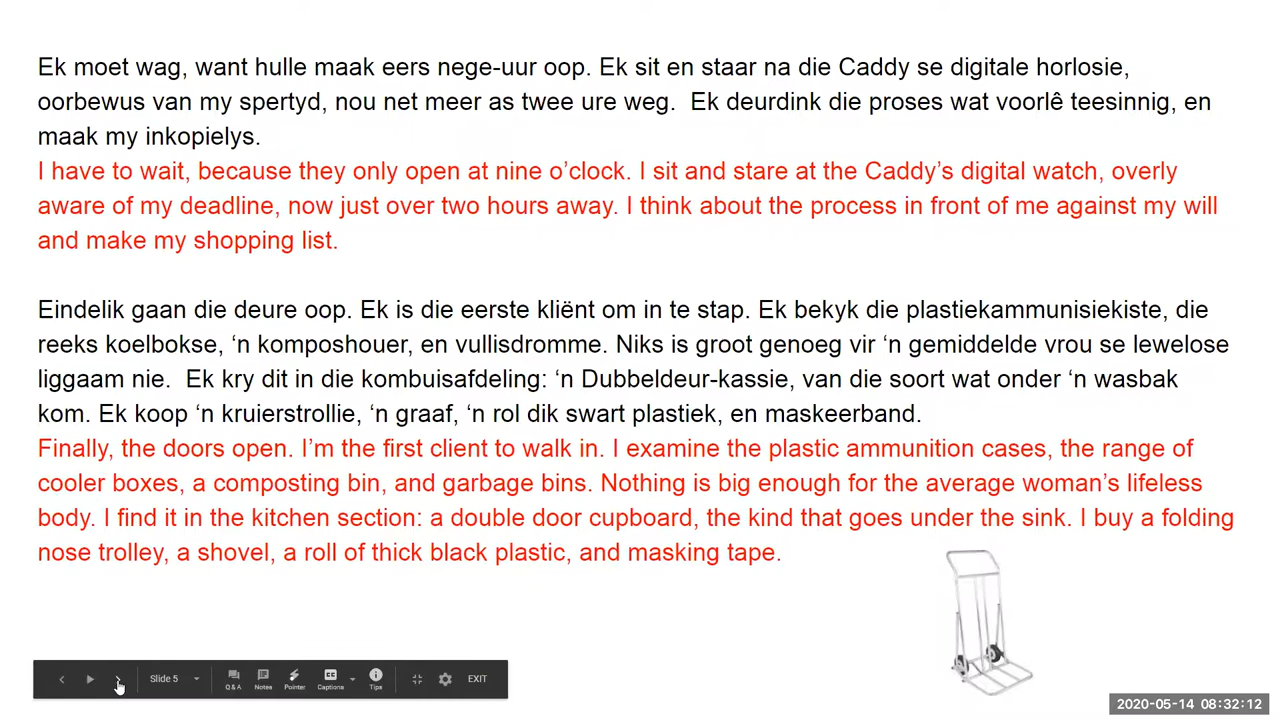 Ek moet wag, want hulle maak eers nege-uur oop. Ek sit en staar na die Caddy se digitale horlosie,
oorbewus van my spertyd, nou net meer as twee ure weg.  Ek deurdink die proses wat voorlê teesinnig, en
maak my inkopielys.
I have to wait, because they only open at nine o’clock. I sit and stare at the Caddy’s digital watch, overly
aware of my deadline, now just over two hours away. I think about the process in front of me against my will
and make my shopping list.
Eindelik gaan die deure oop. Ek is die eerste kliënt om in te stap. Ek bekyk die plastiekammunisiekiste, die
reeks koelbokse, ‘n komposhouer, en vullisdromme. Niks is groot genoeg vir ‘n gemiddelde vrou se lewelose
liggaam nie.  Ek kry dit in die kombuisafdeling: ‘n Dubbeldeur-kassie, van die soort wat onder ‘n wasbak
kom. Ek koop ‘n kruierstrollie, ‘n graaf, ‘n rol dik swart plastiek, en maskeerband.
Finally, the doors open. I’m the first client to walk in. I examine the plastic ammunition cases, the range of
cooler boxes, a composting bin, and garbage bins. Nothing is big enough for the average woman’s lifeless
body. I find it in the kitchen section: a double door cupboard, the kind that goes under the sink. I buy a folding
nose trolley, a shovel, a roll of thick black plastic, and masking tape.
Slide 5 Q & A Notes Pointer Captions Tips EXIT
2020-05-14 08:32:12